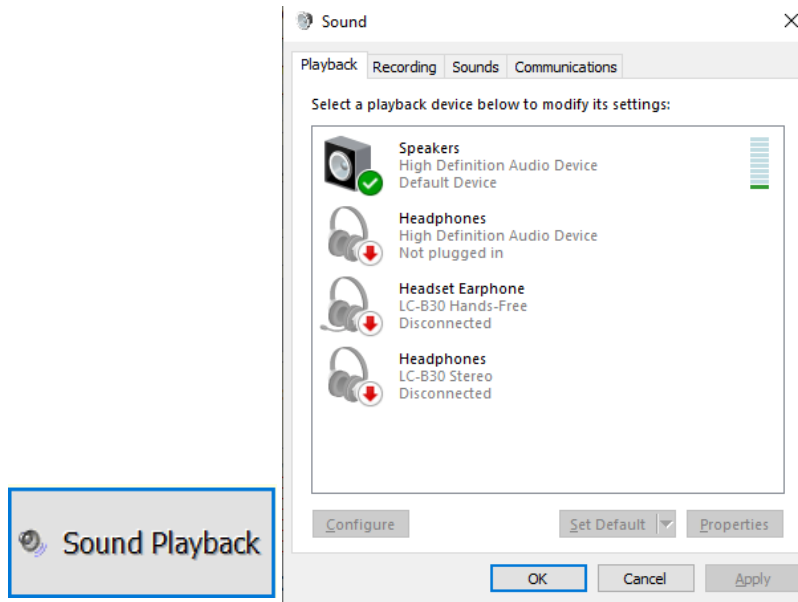 Sound
Playback Recording Sounds Communications
Select a playback device below to modify its settings:
Speakers
High Definition Audio Device
Default Device
Headphones
High Definition Audio Device
Not plugged in
Headset Earphone
LC-B30 Hands-Free
Disconnected
Headphones
LC-B30 Stereo
Disconnected
Configure Set Default Properties
Sound Playback
OK Cancel Apply